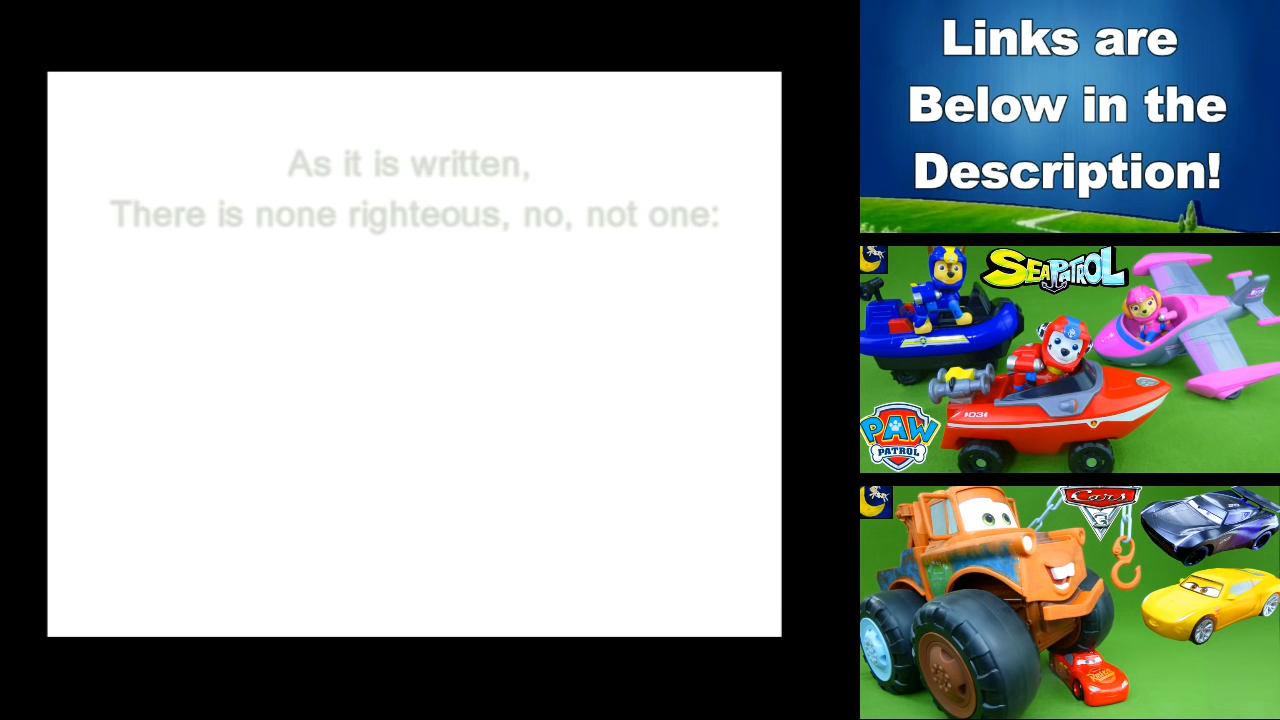 As it is written,
There is none righteous, no, not one:
Links are
Below in the
Description!
SEA PATROL
PAW
PATROL
Cars
3